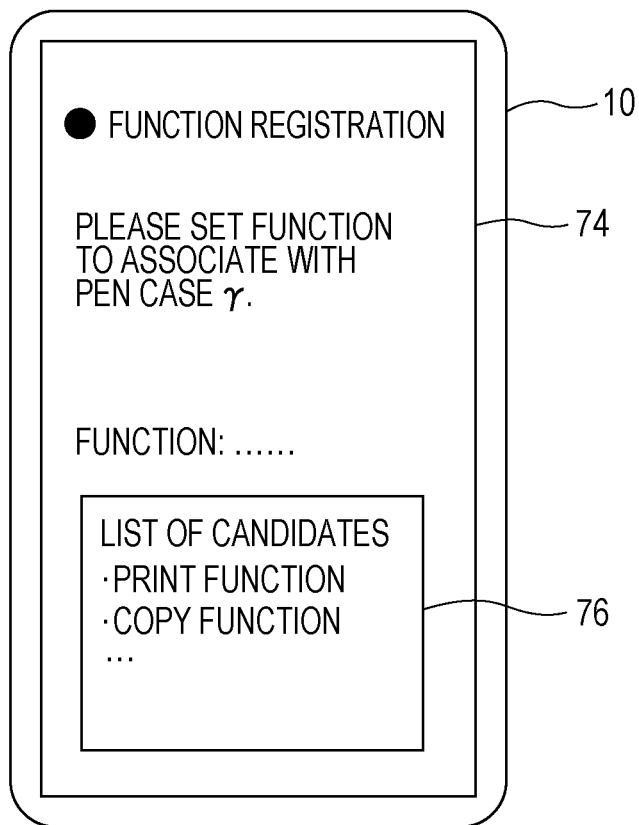 ● FUNCTION REGISTRATION
10
74
PLEASE SET FUNCTION
TO ASSOCIATE WITH
PEN CASE γ.
FUNCTION: ......
LIST OF CANDIDATES
·PRINT FUNCTION
·COPY FUNCTION
...
76